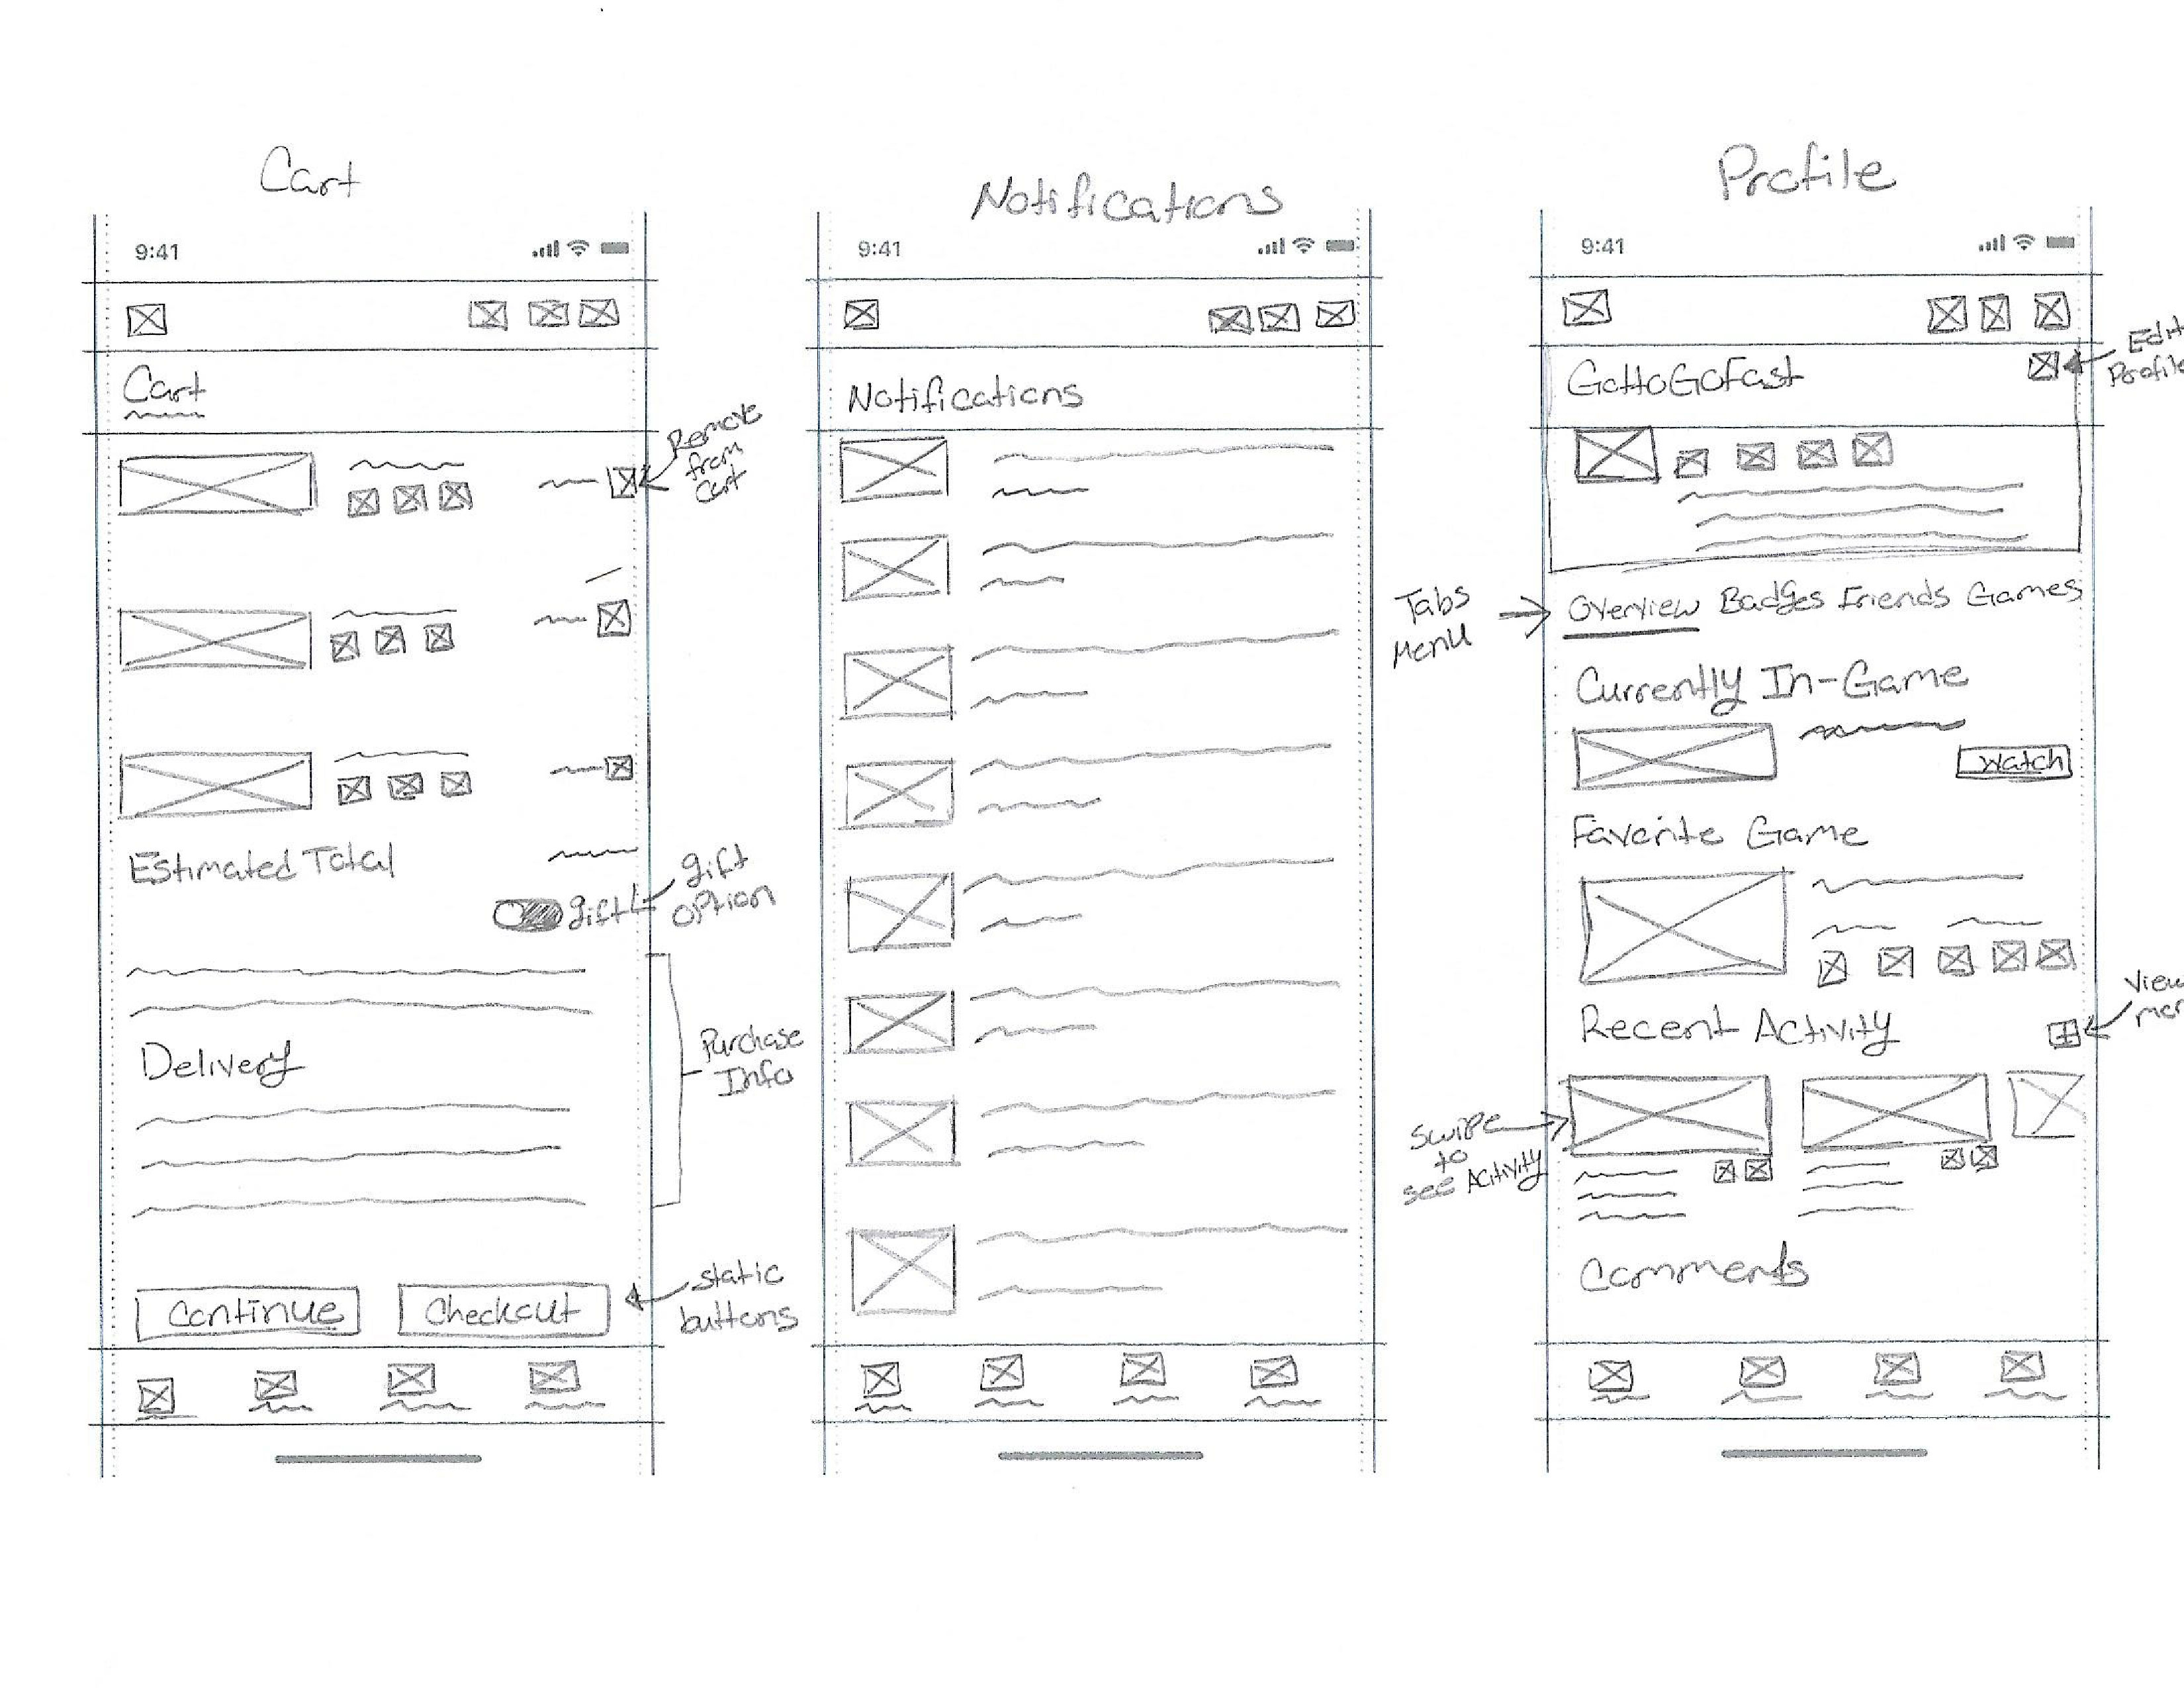 Cart
9:41
Cart
Remove
from
cart
Estimated Total
gift
gift
option
Delivery
Purchase
Info
Continue
Checkout
static
buttons
Notifications
9:41
Notifications
Profile
9:41
GottoGoFast
Edit
Profile
Tabs
Menu
Overview Badges Friends Games
Currently In-Game
Watch
Favorite Game
Recent Activity
View
mor
swipe
to
see Activity
Comments